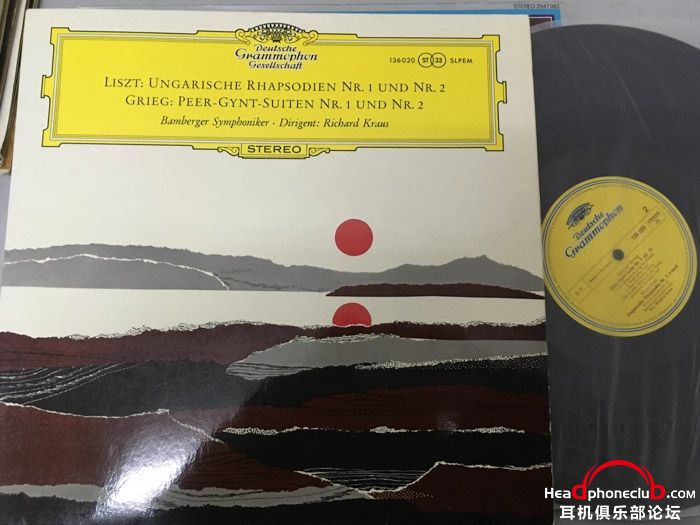 STEREO 2547 063
Deutsche
Grammophon
Gesellschaft
136020 ST 33 SLPEM
LISZT: UNGARISCHE RHAPSODIEN NR. 1 UND NR. 2
GRIEG: PEER-GYNT-SUITEN NR. 1 UND NR. 2
Bamberger Symphoniker · Dirigent: Richard Kraus
STEREO
Deutsche
Grammophon
2
Headphoneclub.com
耳机俱乐部论坛